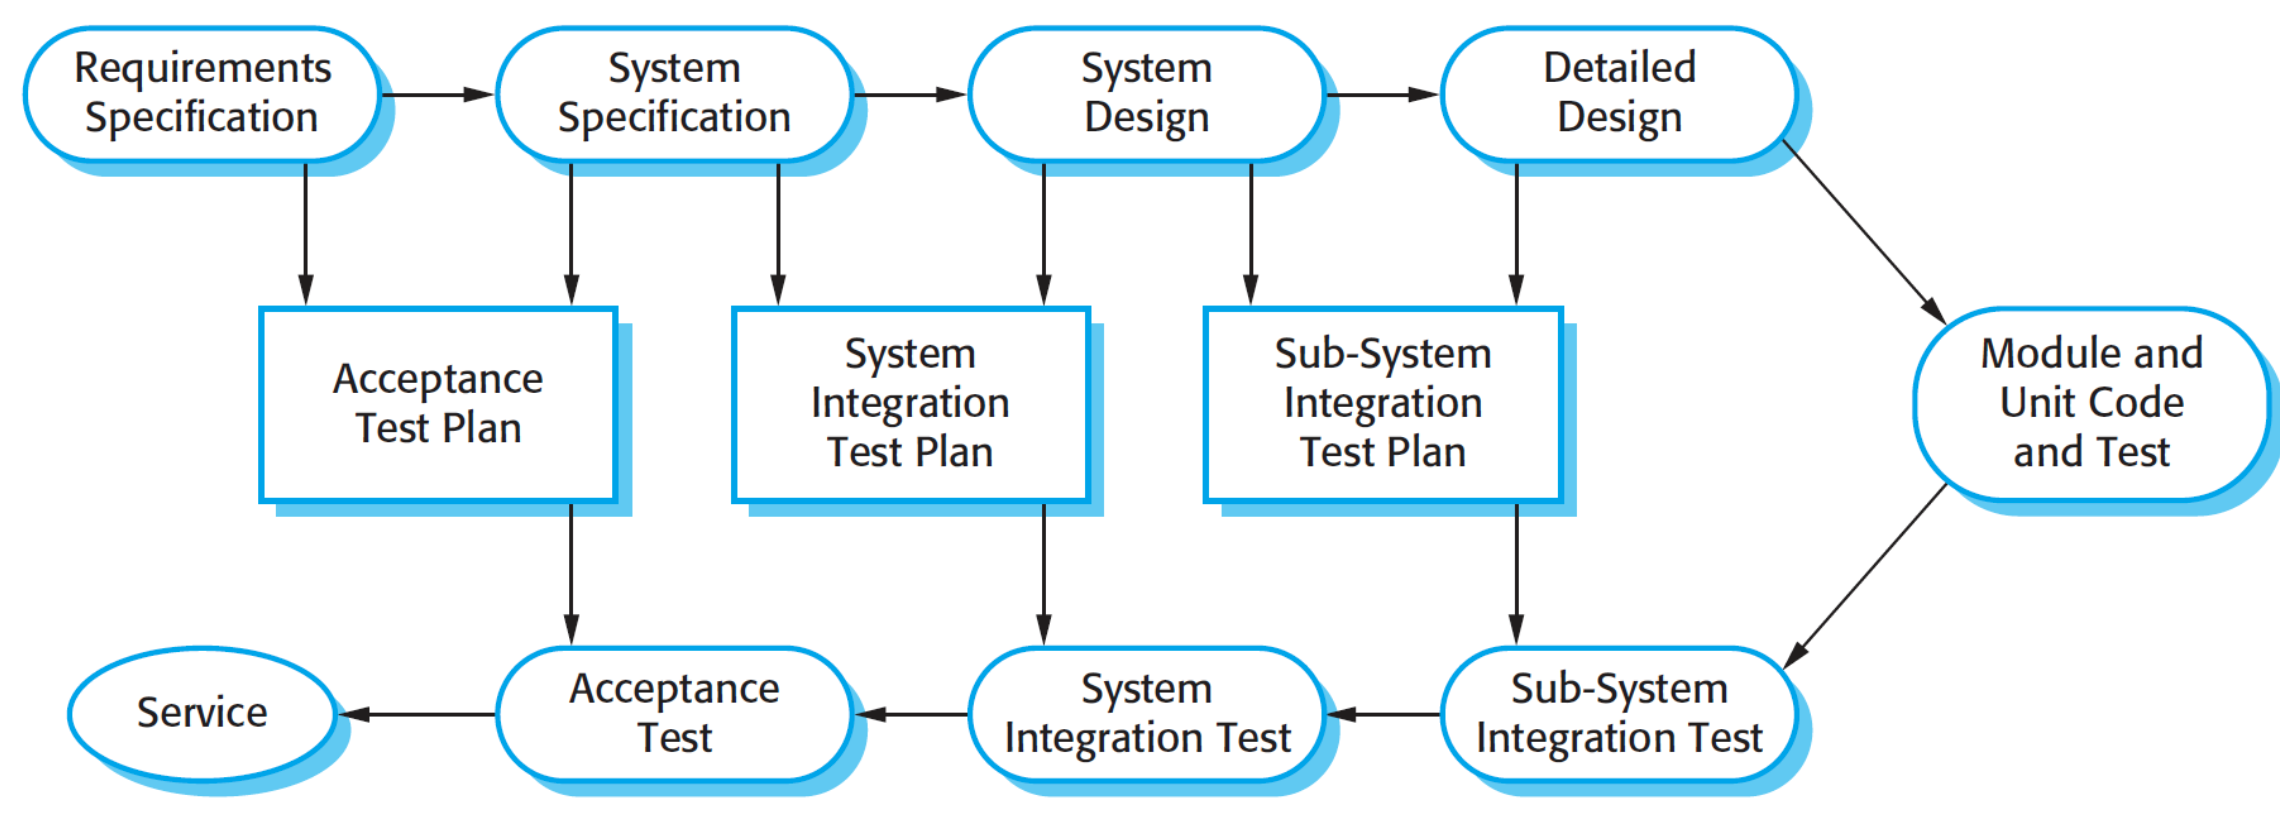 Requirements
Specification
System
Specification
System
Design
Detailed
Design
Acceptance
Test Plan
System
Integration
Test Plan
Sub-System
Integration
Test Plan
Module and
Unit Code
and Test
Service
Acceptance
Test
System
Integration Test
Sub-System
Integration Test